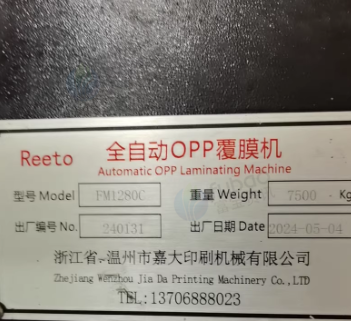 Reeto 全自动OPP覆膜机
Automatic OPP Laminating Machine
型号 Model FM1280C 重量 Weight 7500 Kg
出厂编号 No. 240131 出厂日期 Date 2024-05-04
浙江省.温州市嘉大印刷机械有限公司
Zhejiang Wenzhou Jia Da Printing Machinery Co.,LTD
TEL:13706888023